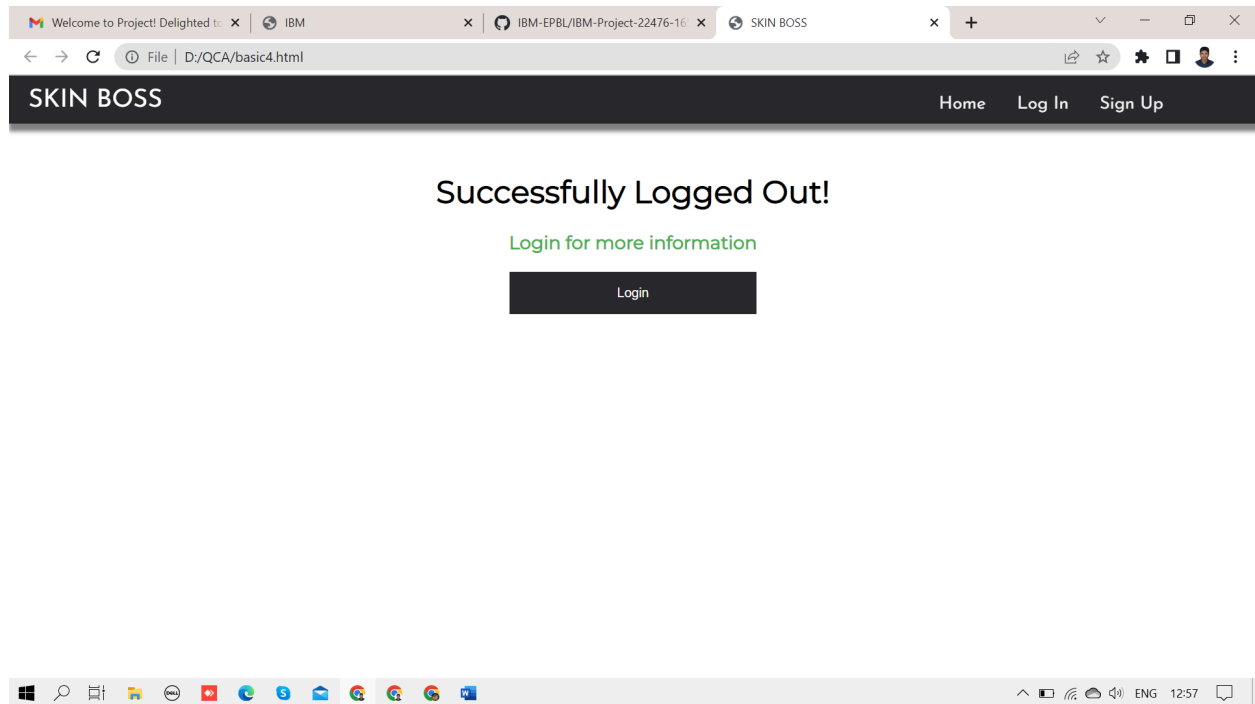 Welcome to Project! Delighted to
IBM
IBM-EPBL/IBM-Project-22476-16
SKIN BOSS
File | D:/QCA/basic4.html
SKIN BOSS
Home Log In Sign Up
Successfully Logged Out!
Login for more information
Login
DELL
ENG 12:57